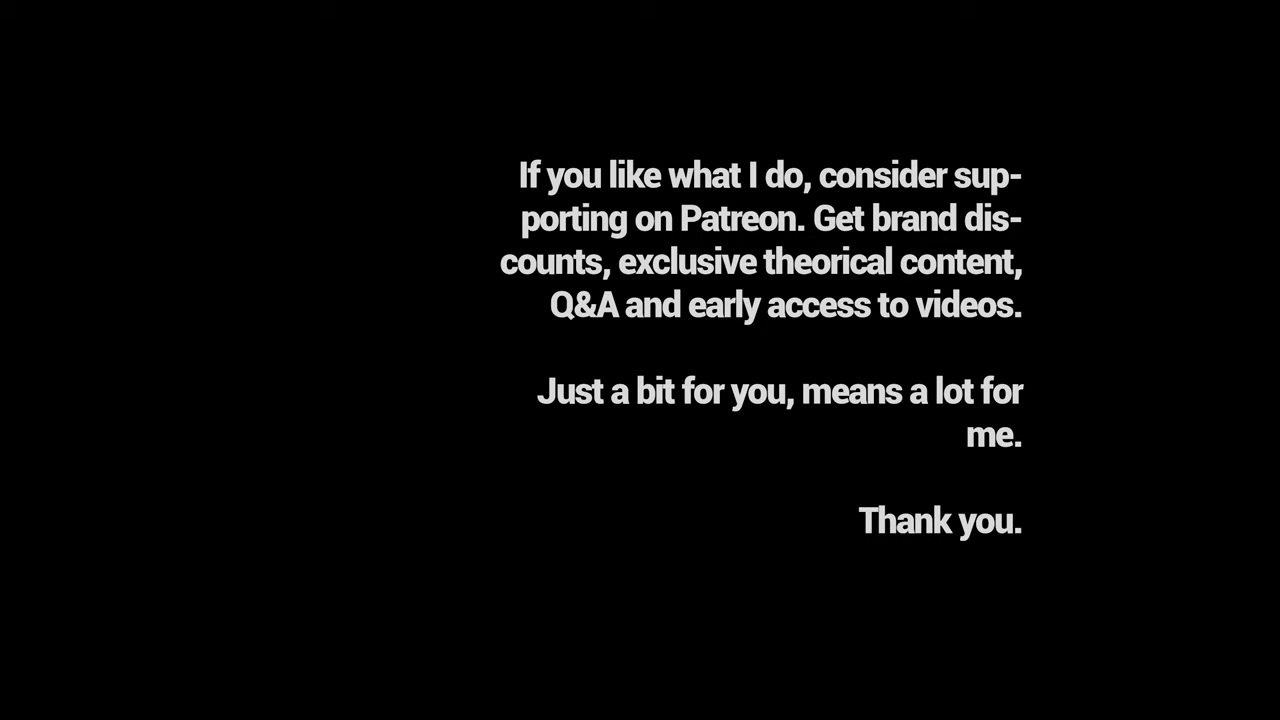 If you like what I do, consider sup-
porting on Patreon. Get brand dis-
counts, exclusive theorical content,
Q&A and early access to videos.
Just a bit for you, means a lot for
me.
Thank you.